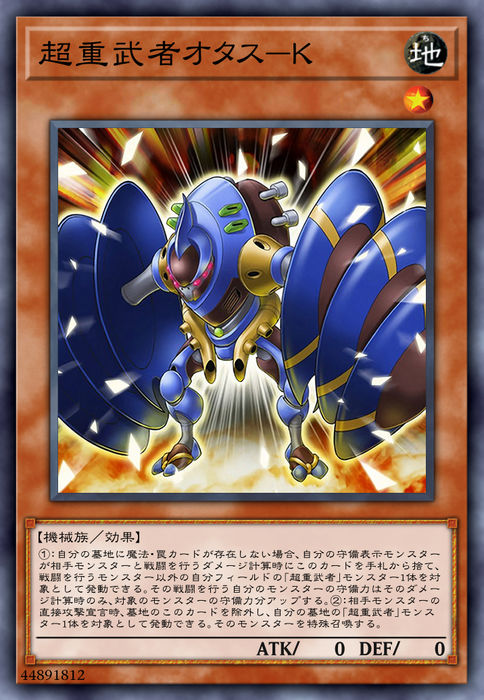 超重武者オタス－K
ち
地
【機械族／効果】
①:自分の墓地に魔法・罠カードが存在しない場合、自分の守備表示モンスター
が相手モンスターと戦闘を行うダメージ計算時にこのカードを手札から捨て、
戦闘を行うモンスター以外の自分フィールドの「超重武者」モンスター1体を対
象として発動できる。その戦闘を行う自分のモンスターの守備力はそのダメー
ジ計算時のみ、対象のモンスターの守備力分アップする。②:相手モンスターの
直接攻撃宣言時、墓地のこのカードを除外し、自分の墓地の「超重武者」モンス
ター1体を対象として発動できる。そのモンスターを特殊召喚する。
ATK/ 0 DEF/ 0
44891812